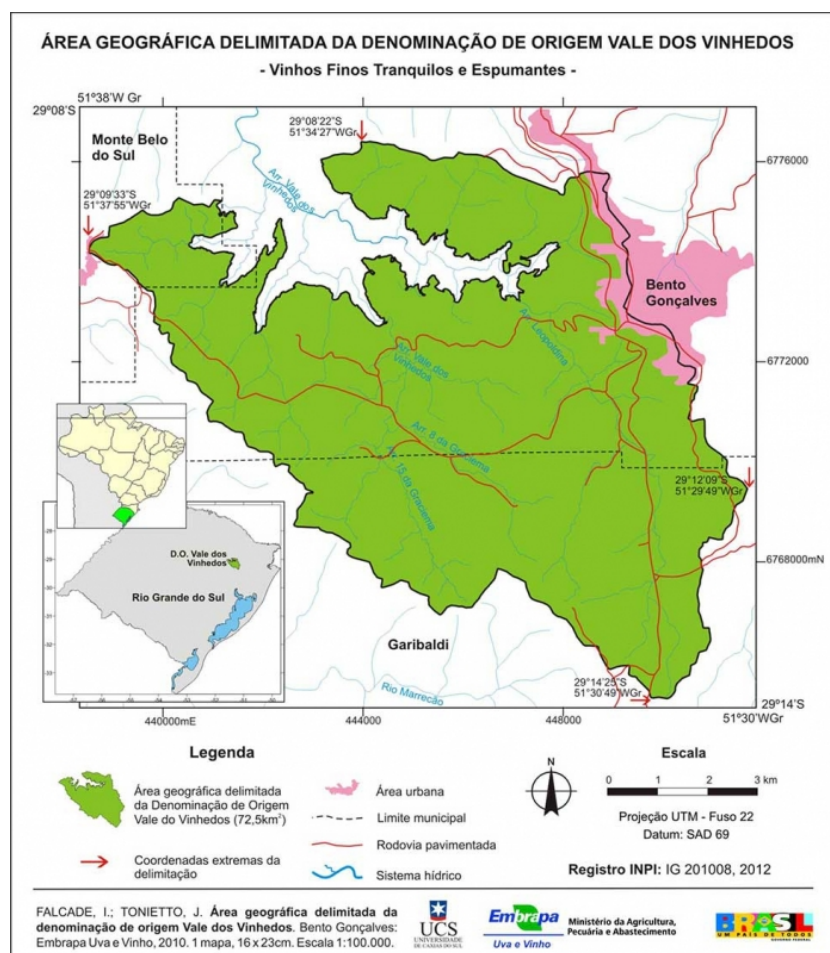 ÁREA GEOGRÁFICA DELIMITADA DA DENOMINAÇÃO DE ORIGEM VALE DOS VINHEDOS
- Vinhos Finos Tranquilos e Espumantes -
51°38'W Gr
29°08'S
Monte Belo
do Sul
29°08'22"S
51°34'27"WGr
6776000
Arr. Vale dos
Vinhedos
29°09'33"S
51°37'55"WGr
Bento
Gonçalves
Arr. Leopoldina
Arr. Vale dos
Vinhedos
6772000
Arr. 8 da Graciema
Arr. 15 da Graciema
29°12'09"S
51°29'49"WGr
D.O. Vale dos
Vinhedos
Rio Grande do Sul
6768000mN
Garibaldi
Rio Marrecão
29°14'25"S
51°30'49"WGr
29°14'S
51°30'WGr
440000mE
444000
448000
Legenda
Área geográfica delimitada
da Denominação de Origem
Vale do Vinhedos (72,5km²)
Coordenadas extremas da
delimitação
Área urbana
Limite municipal
Rodovia pavimentada
Sistema hídrico
N
Escala
0 1 2 3 km
Projeção UTM - Fuso 22
Datum: SAD 69
Registro INPI: IG 201008, 2012
FALCADE, I.; TONIETTO, J. Área geográfica delimitada da
denominação de origem Vale dos Vinhedos. Bento Gonçalves:
Embrapa Uva e Vinho, 2010. 1 mapa, 16 x 23cm. Escala 1:100.000.
UCS
UNIVERSIDADE
DE CAXIAS DO SUL
Embrapa
Uva e Vinho
Ministério da Agricultura,
Pecuária e Abastecimento
BRASIL
UM PAÍS DE TODOS
GOVERNO FEDERAL